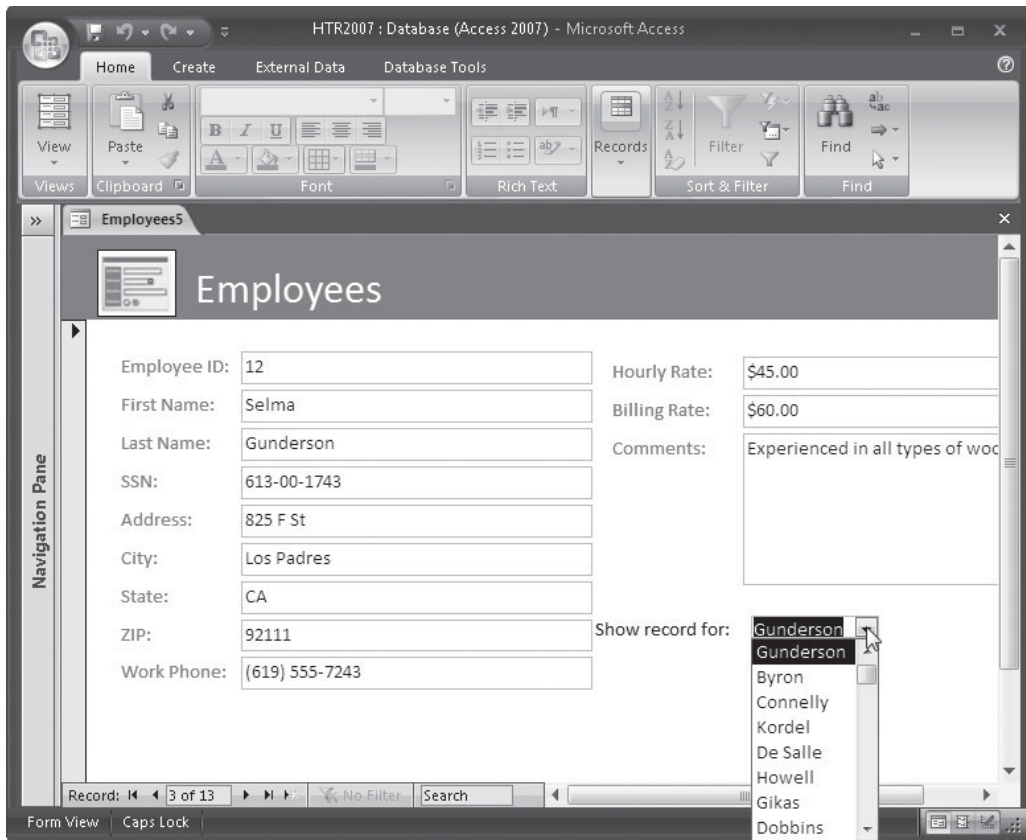 HTR2007 : Database (Access 2007) - Microsoft Access
Home Create External Data Database Tools
View
Paste
B I U
A
ab
Records
A Z
Z A
Filter
Find
ab ac
Views Clipboard Font Rich Text Sort & Filter Find
Employees5
Navigation Pane
Employees
Employee ID: 12
First Name: Selma
Last Name: Gunderson
SSN: 613-00-1743
Address: 825 F St
City: Los Padres
State: CA
ZIP: 92111
Work Phone: (619) 555-7243
Hourly Rate: $45.00
Billing Rate: $60.00
Comments: Experienced in all types of woo
Show record for: Gunderson
Gunderson
Byron
Connelly
Kordel
De Salle
Howell
Gikas
Dobbins
Record: 3 of 13 No Filter Search
Form View Caps Lock